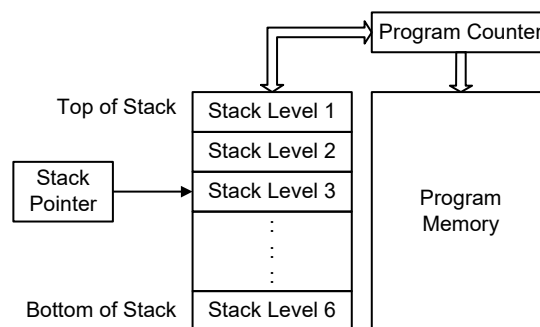 Program Counter
Top of Stack
Stack Level 1
Stack Level 2
Stack
Pointer
Stack Level 3
Program
Memory
Bottom of Stack
Stack Level 6